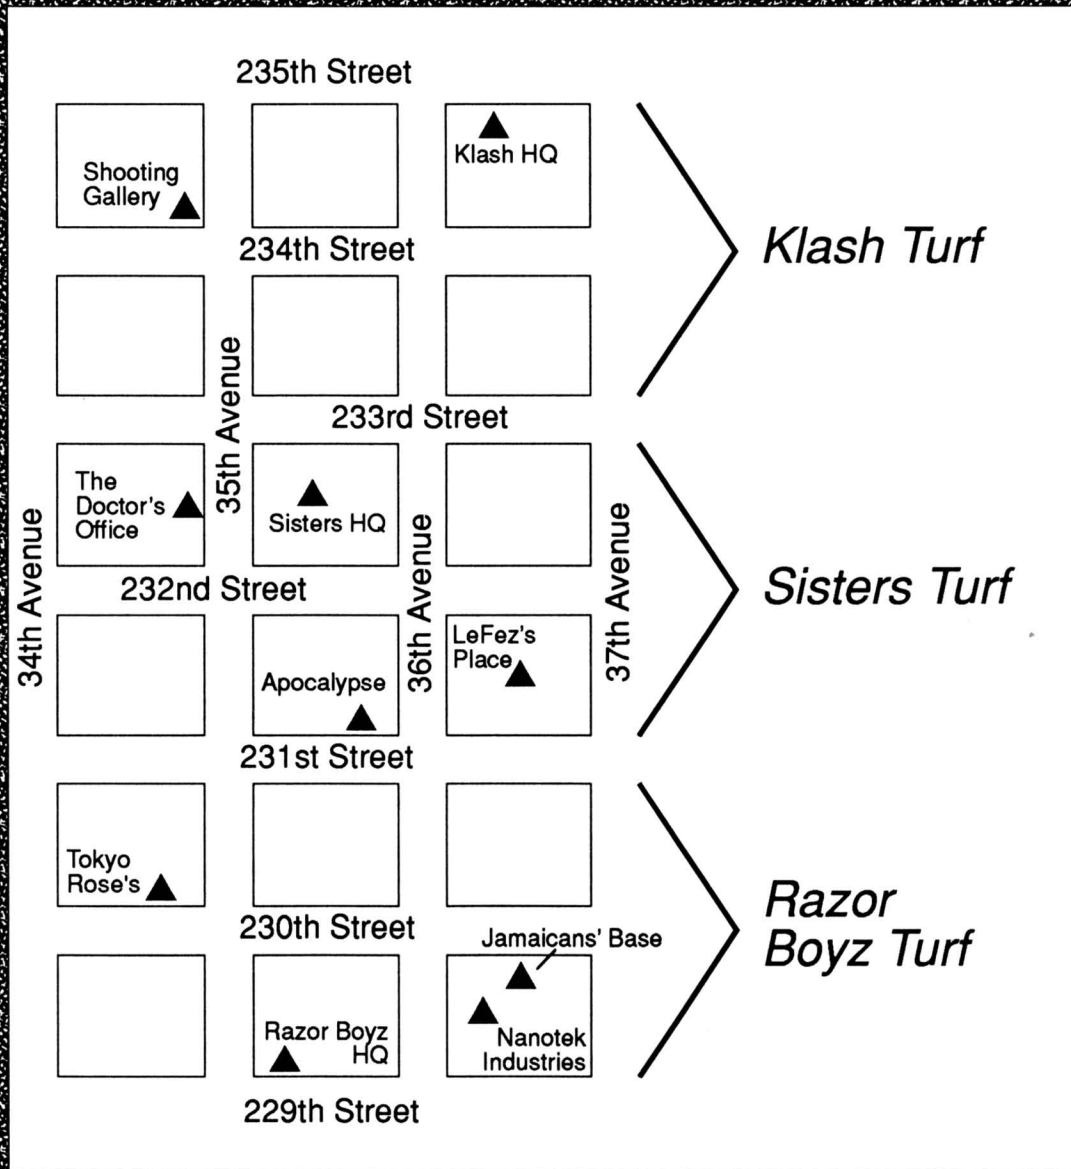 235th Street
Shooting
Gallery
Klash HQ
Klash Turf
234th Street
35th Avenue
233rd Street
The
Doctor's
Office
Sisters HQ
34th Avenue
232nd Street
36th Avenue
37th Avenue
Sisters Turf
LeFez's
Place
Apocalypse
231st Street
Tokyo
Rose's
Razor
Boyz Turf
230th Street
Jamaicans' Base
Razor Boyz
HQ
Nanotek
Industries
229th Street